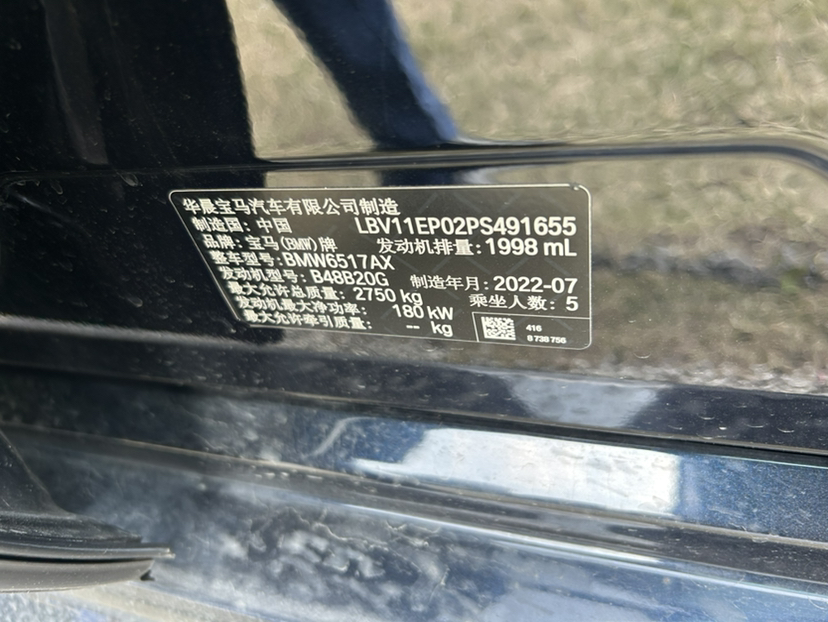 华晨宝马汽车有限公司制造
制造国: 中国 LBV11EP02PS491655
品牌: 宝马(BMW)牌 发动机排量: 1998 mL
整车型号: BMW6517AX
发动机型号: B48B20G 制造年月: 2022-07
最大允许总质量: 2750 kg 乘坐人数: 5
发动机最大净功率: 180 kW
最大允许牵引质量: -- kg
416
8 738 756